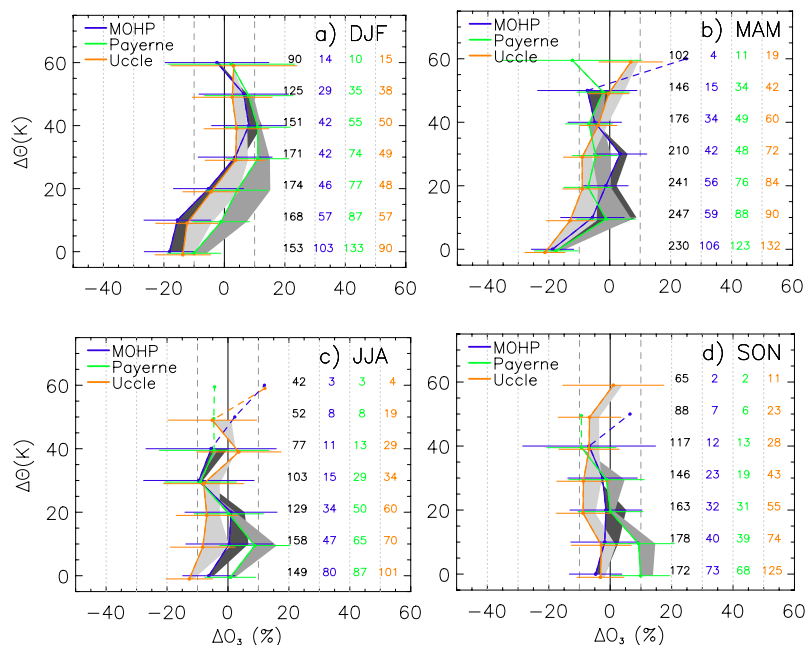 MOHP a) DJF
Payerne
Uccle
ΔΘ(K)
60
40
20
0
90 14 10 15
125 29 35 38
151 42 55 50
171 42 74 49
174 46 77 48
168 57 87 57
153 103 133 90
−40 −20 0 20 40 60
MOHP b) MAM
Payerne
Uccle
ΔΘ(K)
60
40
20
0
102 4 11 19
146 15 34 42
176 34 49 60
210 42 48 72
241 56 76 84
247 59 88 90
230 106 123 132
−40 −20 0 20 40 60
MOHP c) JJA
Payerne
Uccle
ΔΘ(K)
60
40
20
0
42 3 3 4
52 8 8 19
77 11 13 29
103 15 29 34
129 34 50 60
158 47 65 70
149 80 87 101
−40 −20 0 20 40 60
ΔO₃ (%)
MOHP d) SON
Payerne
Uccle
ΔΘ(K)
60
40
20
0
65 2 2 11
88 7 6 23
117 12 13 28
146 23 19 43
163 32 31 55
178 40 39 74
172 73 68 125
−40 −20 0 20 40 60
ΔO₃ (%)